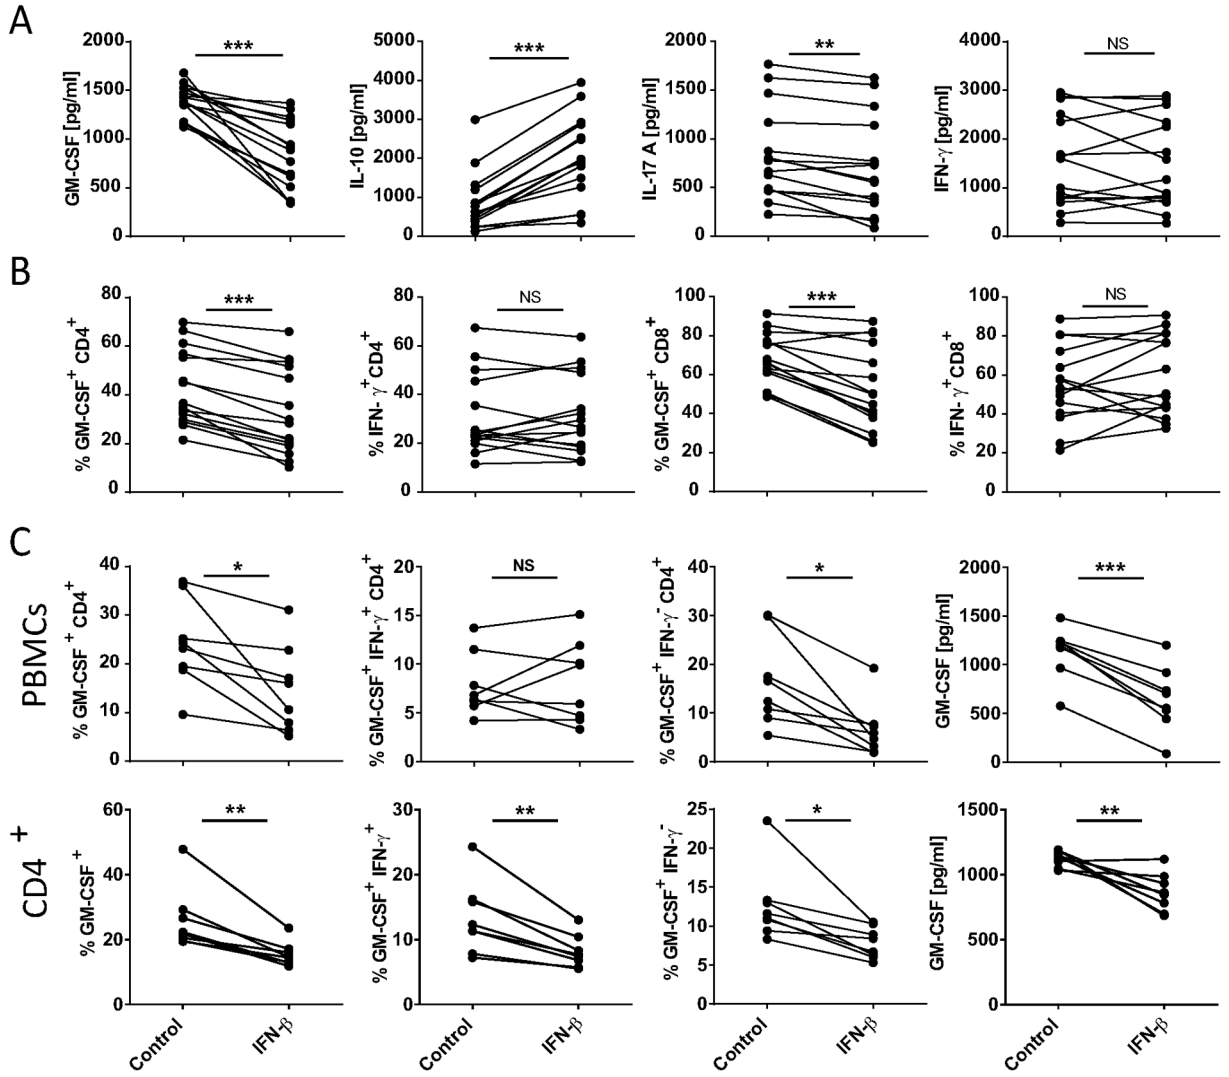 A
GM-CSF [pg/ml]
2000
1500
1000
500
0
***
IL-10 [pg/ml]
5000
4000
3000
2000
1000
0
***
IL-17 A [pg/ml]
2000
1500
1000
500
0
**
IFN-γ [pg/ml]
4000
3000
2000
1000
0
NS
B
% GM-CSF+ CD4+
80
60
40
20
0
***
% IFN- γ+ CD4+
80
60
40
20
0
NS
% GM-CSF+ CD8+
100
80
60
40
20
0
***
% IFN- γ+ CD8+
100
80
60
40
20
0
NS
C
PBMCs
% GM-CSF + CD4+
40
30
20
10
0
*
% GM-CSF+ IFN-γ+ CD4+
20
15
10
5
0
NS
% GM-CSF+ IFN-γ- CD4+
40
30
20
10
0
*
GM-CSF [pg/ml]
2000
1500
1000
500
0
***
CD4 +
% GM-CSF+
60
40
20
0
**
Control
IFN-β
% GM-CSF+ IFN-γ+
30
20
10
0
**
Control
IFN-β
% GM-CSF+ IFN-γ-
25
20
15
10
5
0
*
Control
IFN-β
GM-CSF [pg/ml]
1500
1000
500
0
**
Control
IFN-β